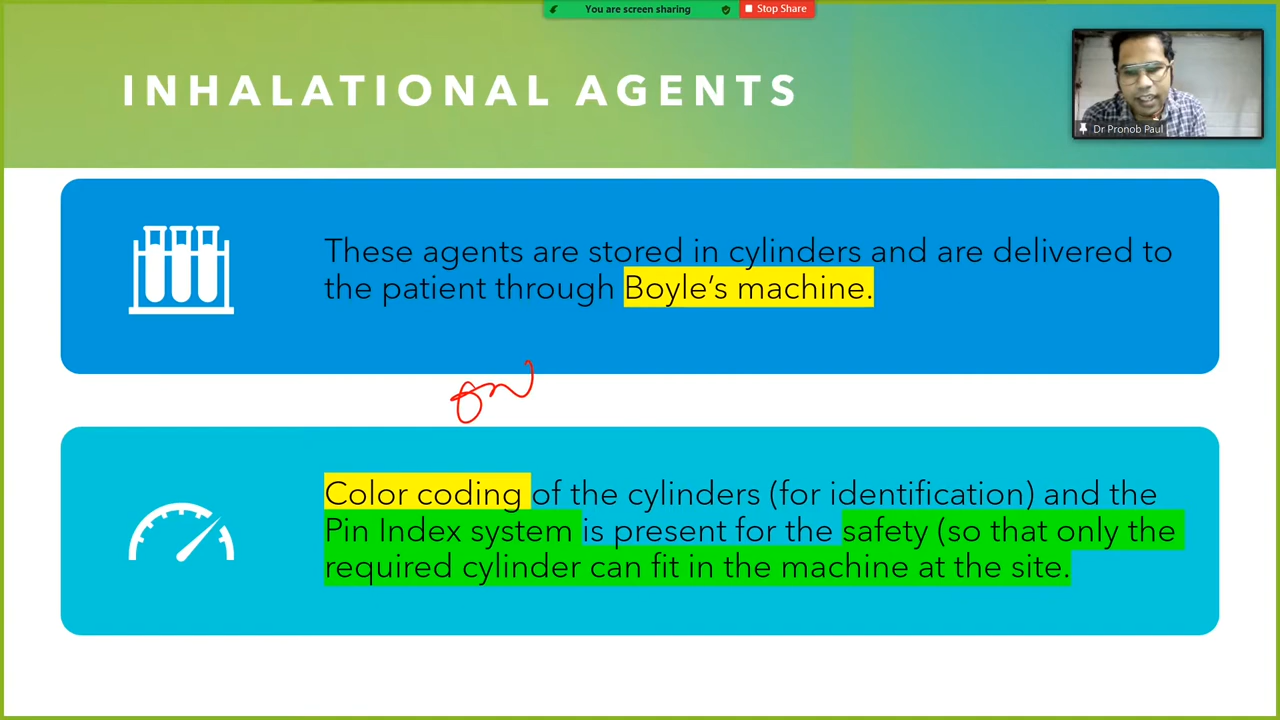 You are screen sharing
Stop Share
INHALATIONAL AGENTS
Dr Pronob Paul
These agents are stored in cylinders and are delivered to
the patient through Boyle's machine.
Color coding of the cylinders (for identification) and the
Pin Index system is present for the safety (so that only the
required cylinder can fit in the machine at the site.